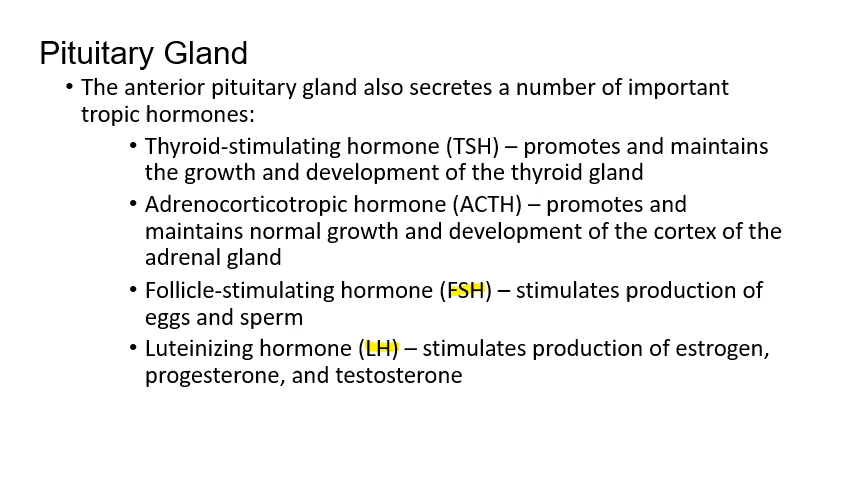 Pituitary Gland
• The anterior pituitary gland also secretes a number of important
tropic hormones:
• Thyroid-stimulating hormone (TSH) – promotes and maintains
the growth and development of the thyroid gland
• Adrenocorticotropic hormone (ACTH) – promotes and
maintains normal growth and development of the cortex of the
adrenal gland
• Follicle-stimulating hormone (FSH) – stimulates production of
eggs and sperm
• Luteinizing hormone (LH) – stimulates production of estrogen,
progesterone, and testosterone